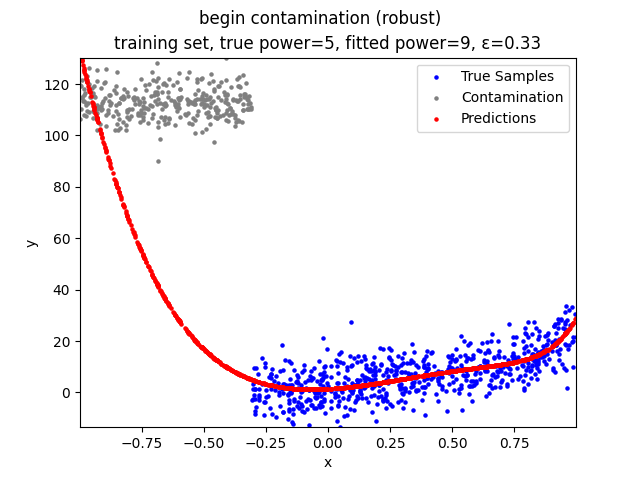 begin contamination (robust)
training set, true power=5, fitted power=9, ε=0.33
True Samples
Contamination
Predictions
120
100
80
60
40
20
0
y
−0.75
−0.50
−0.25
0.00
0.25
0.50
0.75
x